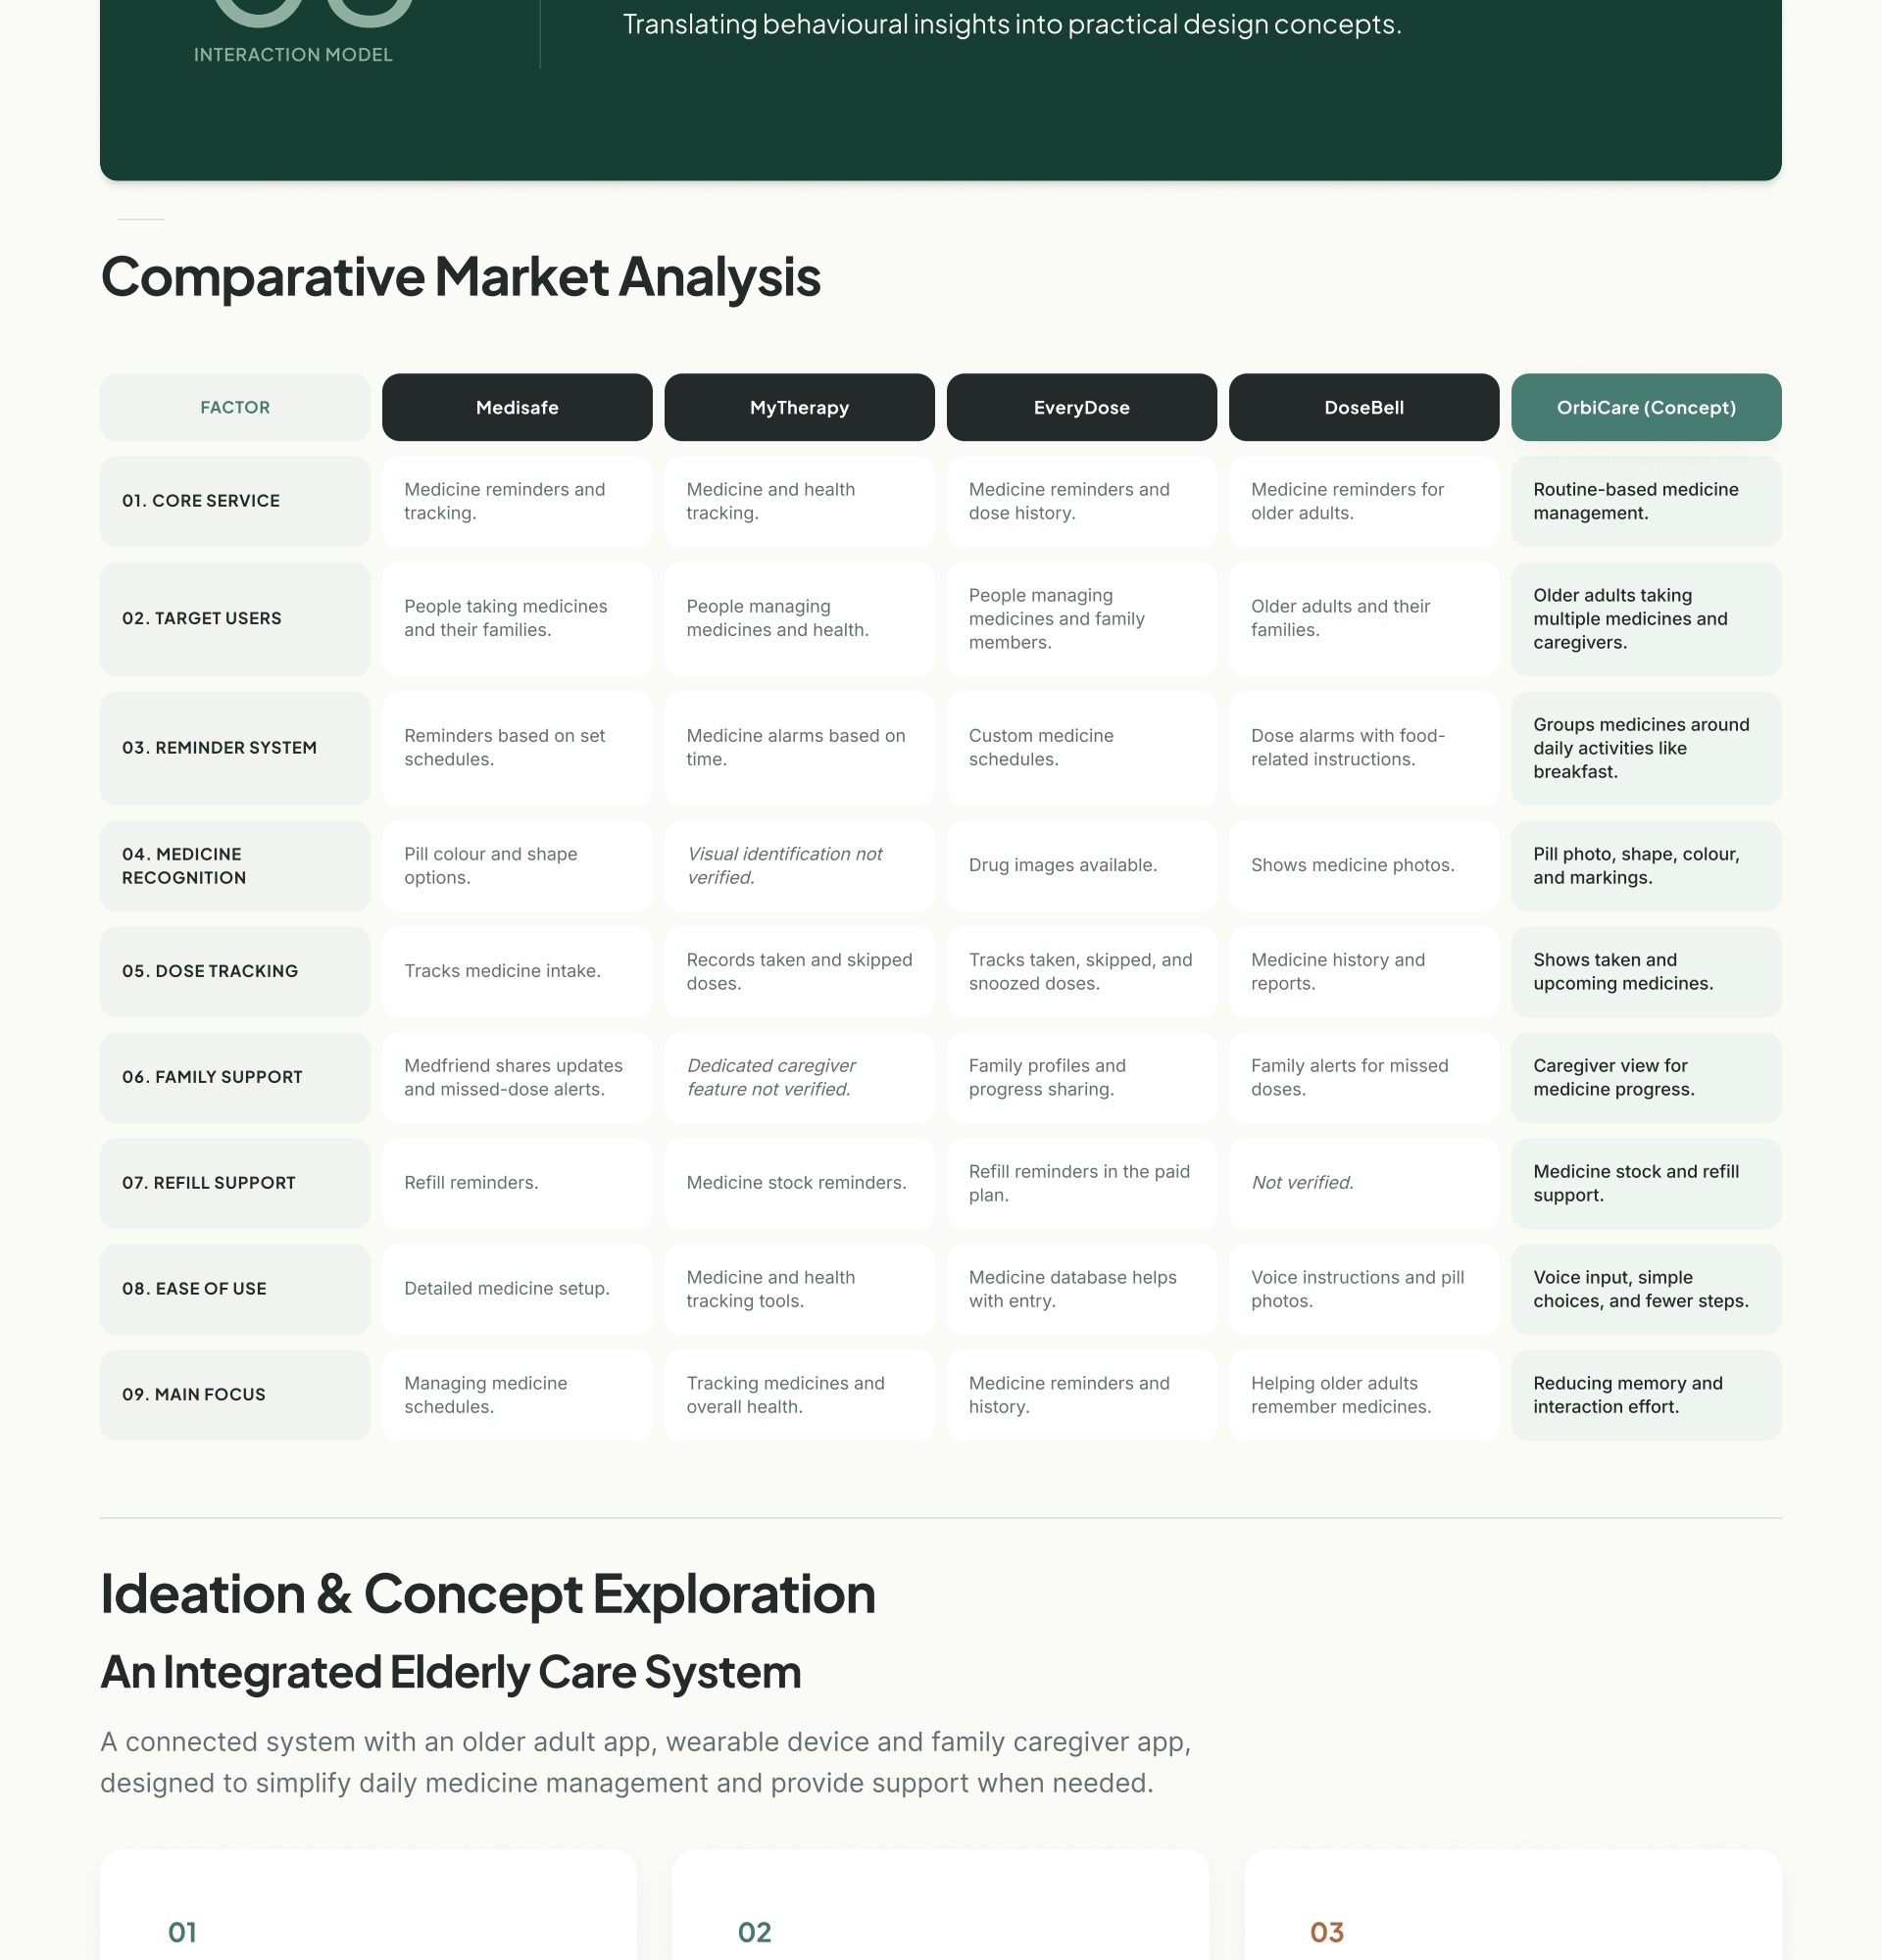 Translating behavioural insights into practical design concepts.
INTERACTION MODEL
Comparative Market Analysis
FACTOR
Medisafe
MyTherapy
EveryDose
DoseBell
OrbiCare (Concept)
01. CORE SERVICE
Medicine reminders and
tracking.
Medicine and health
tracking.
Medicine reminders and
dose history.
Medicine reminders for
older adults.
Routine-based medicine
management.
02. TARGET USERS
People taking medicines
and their families.
People managing
medicines and health.
People managing
medicines and family
members.
Older adults and their
families.
Older adults taking
multiple medicines and
caregivers.
03. REMINDER SYSTEM
Reminders based on set
schedules.
Medicine alarms based on
time.
Custom medicine
schedules.
Dose alarms with food-
related instructions.
Groups medicines around
daily activities like
breakfast.
04. MEDICINE
RECOGNITION
Pill colour and shape
options.
Visual identification not
verified.
Drug images available.
Shows medicine photos.
Pill photo, shape, colour,
and markings.
05. DOSE TRACKING
Tracks medicine intake.
Records taken and skipped
doses.
Tracks taken, skipped, and
snoozed doses.
Medicine history and
reports.
Shows taken and
upcoming medicines.
06. FAMILY SUPPORT
Medfriend shares updates
and missed-dose alerts.
Dedicated caregiver
feature not verified.
Family profiles and
progress sharing.
Family alerts for missed
doses.
Caregiver view for
medicine progress.
07. REFILL SUPPORT
Refill reminders.
Medicine stock reminders.
Refill reminders in the paid
plan.
Not verified.
Medicine stock and refill
support.
08. EASE OF USE
Detailed medicine setup.
Medicine and health
tracking tools.
Medicine database helps
with entry.
Voice instructions and pill
photos.
Voice input, simple
choices, and fewer steps.
09. MAIN FOCUS
Managing medicine
schedules.
Tracking medicines and
overall health.
Medicine reminders and
history.
Helping older adults
remember medicines.
Reducing memory and
interaction effort.
Ideation & Concept Exploration
An Integrated Elderly Care System
A connected system with an older adult app, wearable device and family caregiver app,
designed to simplify daily medicine management and provide support when needed.
01
02
03